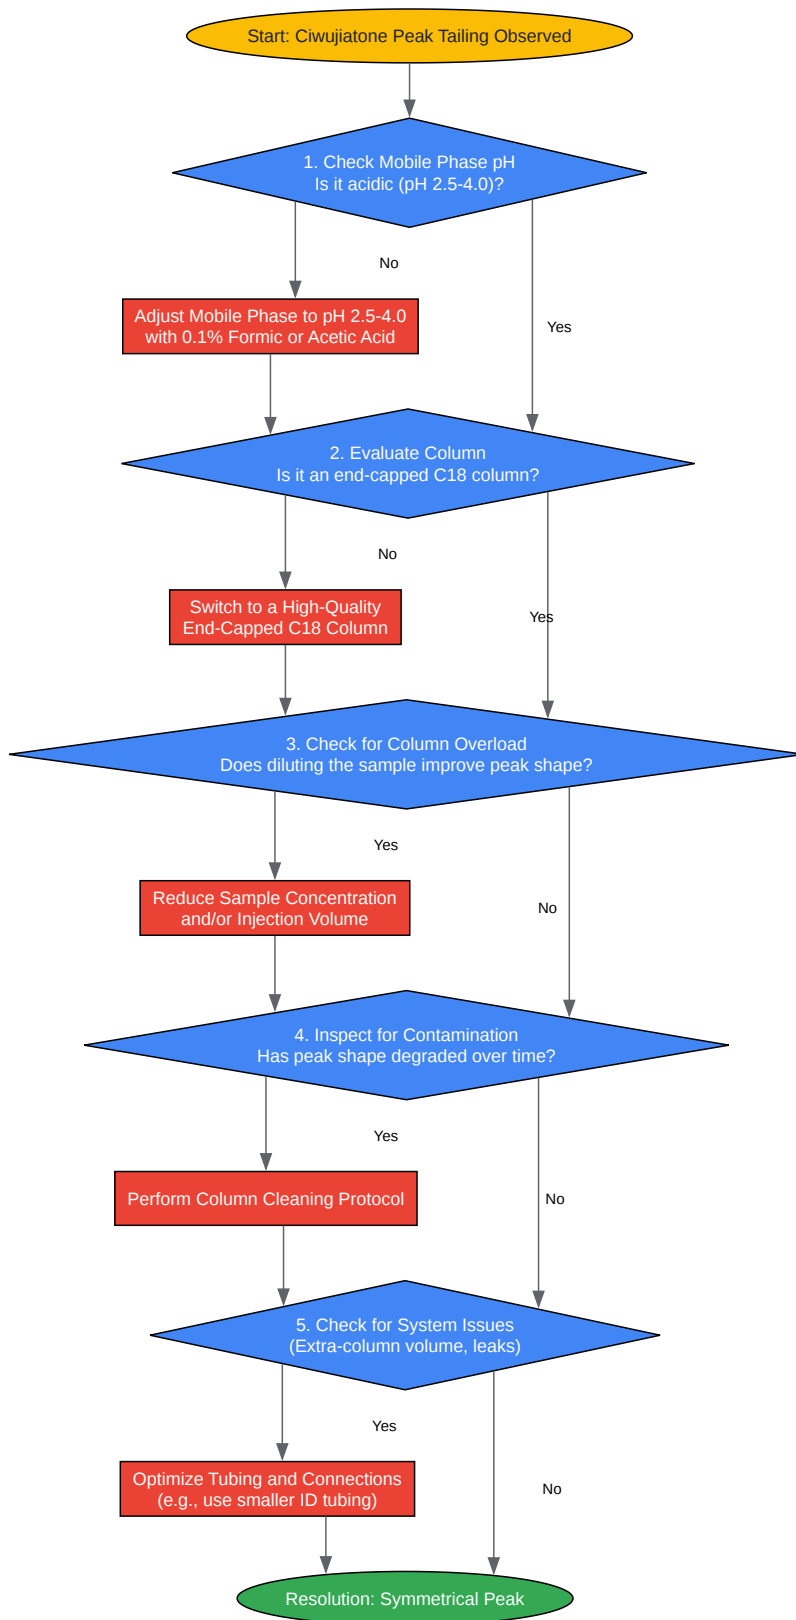 Start: Ciwujiatone Peak Tailing Observed
1. Check Mobile Phase pH
Is it acidic (pH 2.5-4.0)?
No
Adjust Mobile Phase to pH 2.5-4.0
with 0.1% Formic or Acetic Acid
Yes
2. Evaluate Column
Is it an end-capped C18 column?
No
Switch to a High-Quality
End-Capped C18 Column
Yes
3. Check for Column Overload
Does diluting the sample improve peak shape?
Yes
Reduce Sample Concentration
and/or Injection Volume
No
4. Inspect for Contamination
Has peak shape degraded over time?
Yes
Perform Column Cleaning Protocol
No
5. Check for System Issues
(Extra-column volume, leaks)
Yes
Optimize Tubing and Connections
(e.g., use smaller ID tubing)
No
Resolution: Symmetrical Peak